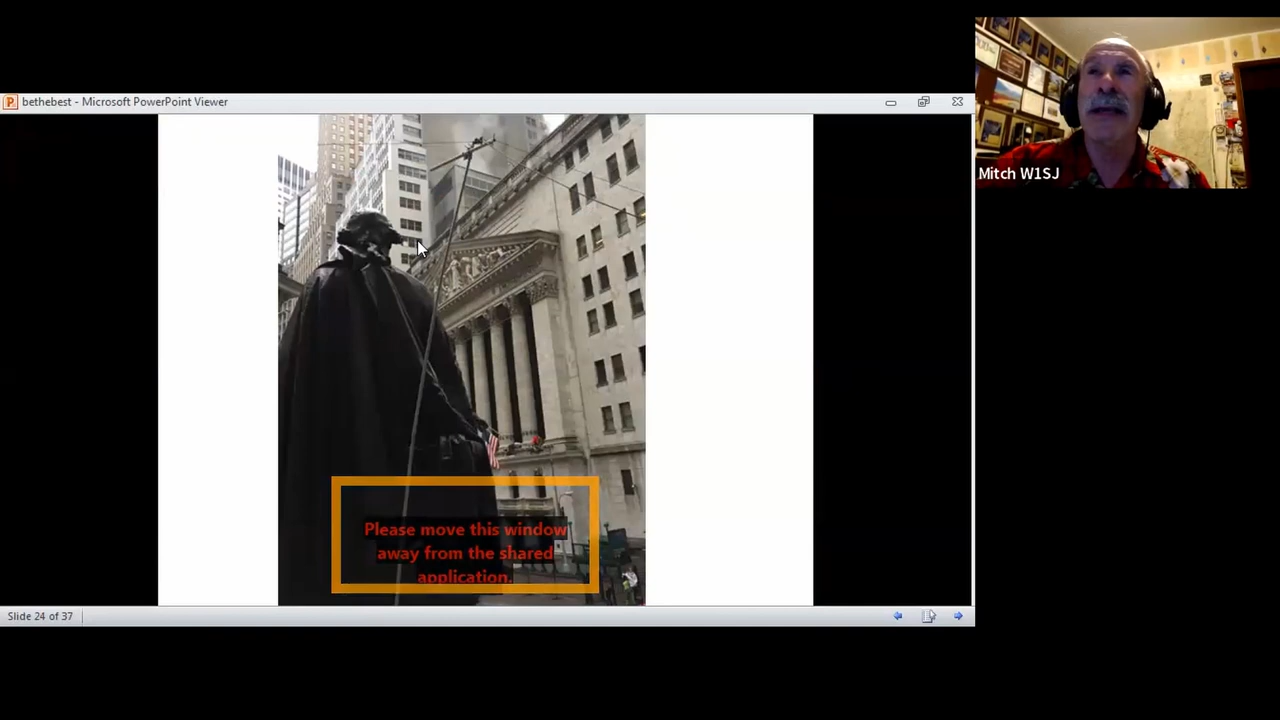 bethebest - Microsoft PowerPoint Viewer
Mitch W1SJ
Please move this window
away from the shared
application.
Slide 24 of 37